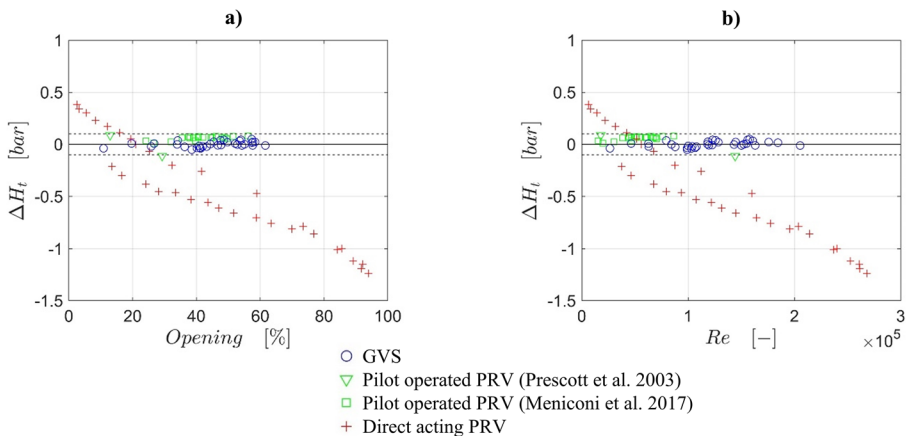 a)
b)
1
0.5
0
-0.5
-1
-1.5
ΔH_t [bar]
0 20 40 60 80 100
Opening [%]
1
0.5
0
-0.5
-1
-1.5
ΔH_t [bar]
0 1 2 3
×10^5
Re [−]
GVS
Pilot operated PRV (Prescott et al. 2003)
Pilot operated PRV (Meniconi et al. 2017)
Direct acting PRV